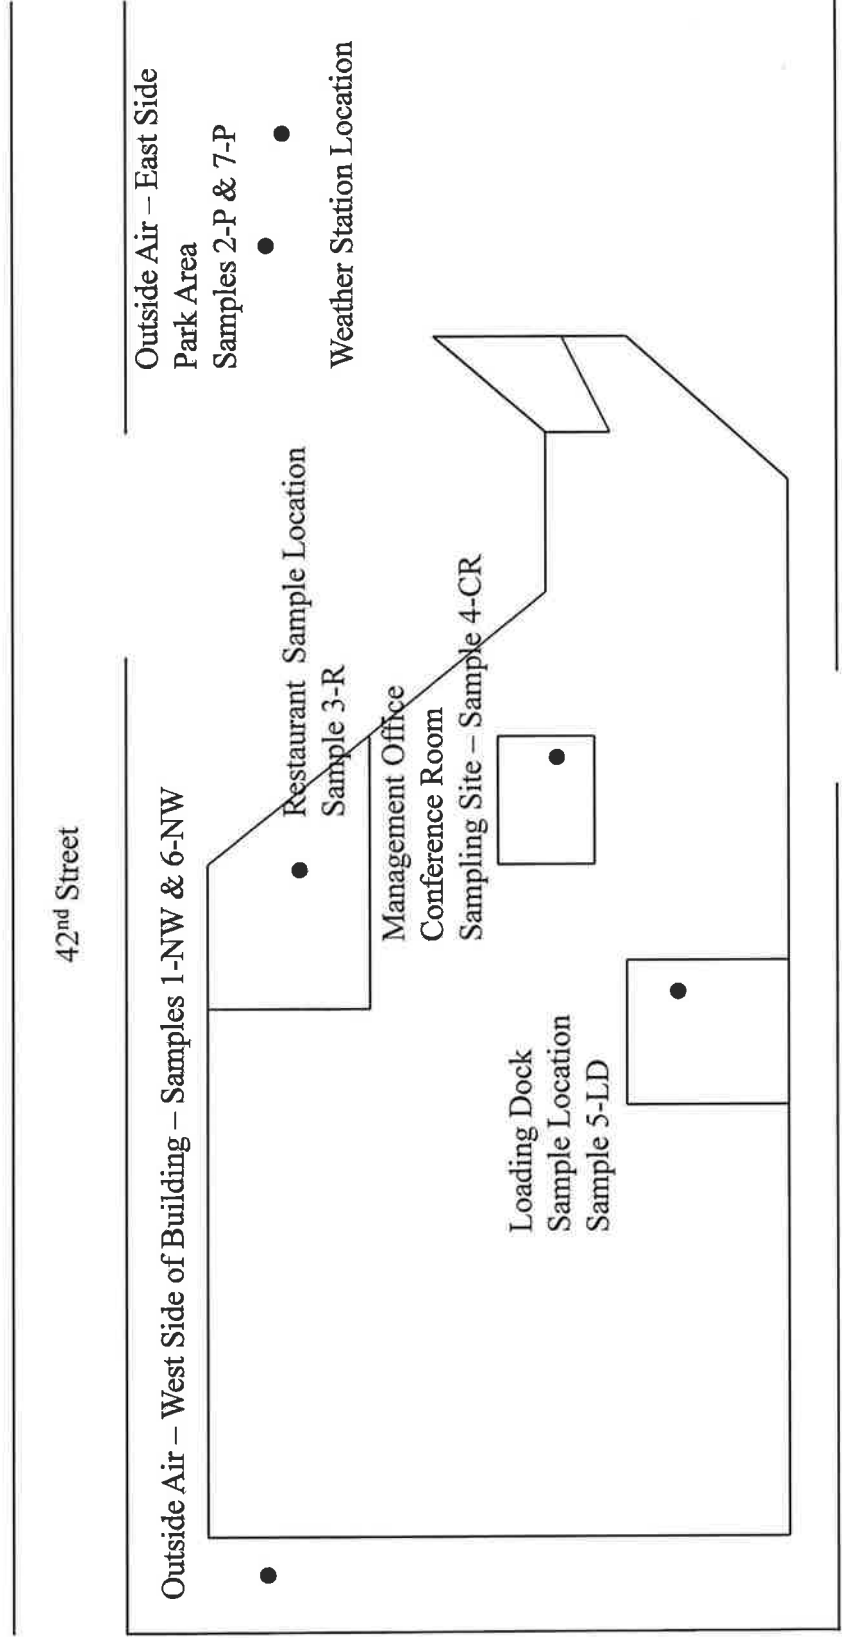 42nd Street
Outside Air – West Side of Building – Samples 1-NW & 6-NW
Outside Air – East Side
Park Area
Samples 2-P & 7-P
Weather Station Location
Restaurant Sample Location
Sample 3-R
Management Office
Conference Room
Sampling Site – Sample 4-CR
Loading Dock
Sample Location
Sample 5-LD